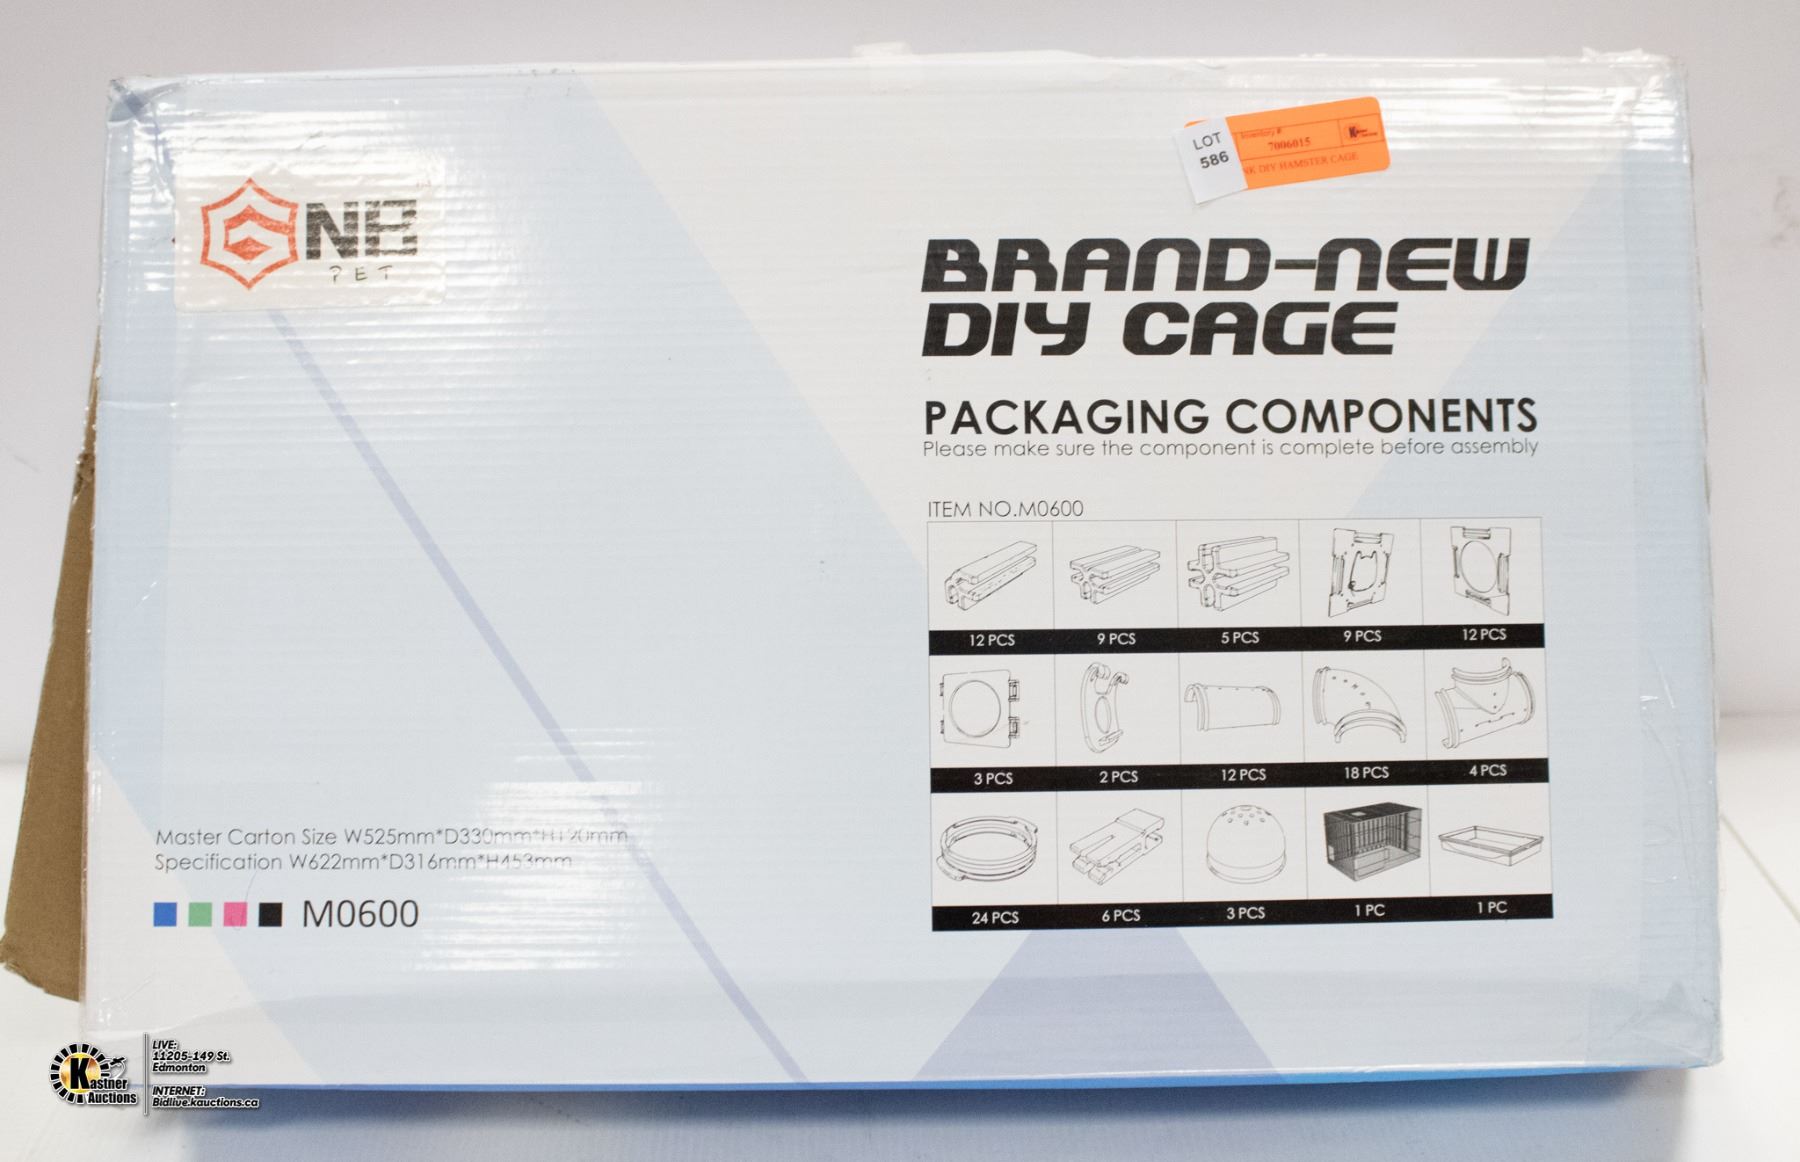 GNB
PET
LOT
586
Inventory #
7006015
NK DIY HAMSTER CAGE
BRAND-NEW
DIY CAGE
PACKAGING COMPONENTS
Please make sure the component is complete before assembly
ITEM NO.M0600
12 PCS 9 PCS 5 PCS 9 PCS 12 PCS
3 PCS 2 PCS 12 PCS 18 PCS 4 PCS
24 PCS 6 PCS 3 PCS 1 PC 1 PC
Master Carton Size W525mm*D330mm*H120mm
Specification W622mm*D316mm*H453mm
M0600
Kastner
Auctions
LIVE:
11205-149 St.
Edmonton
INTERNET:
Bidlive.kauctions.ca